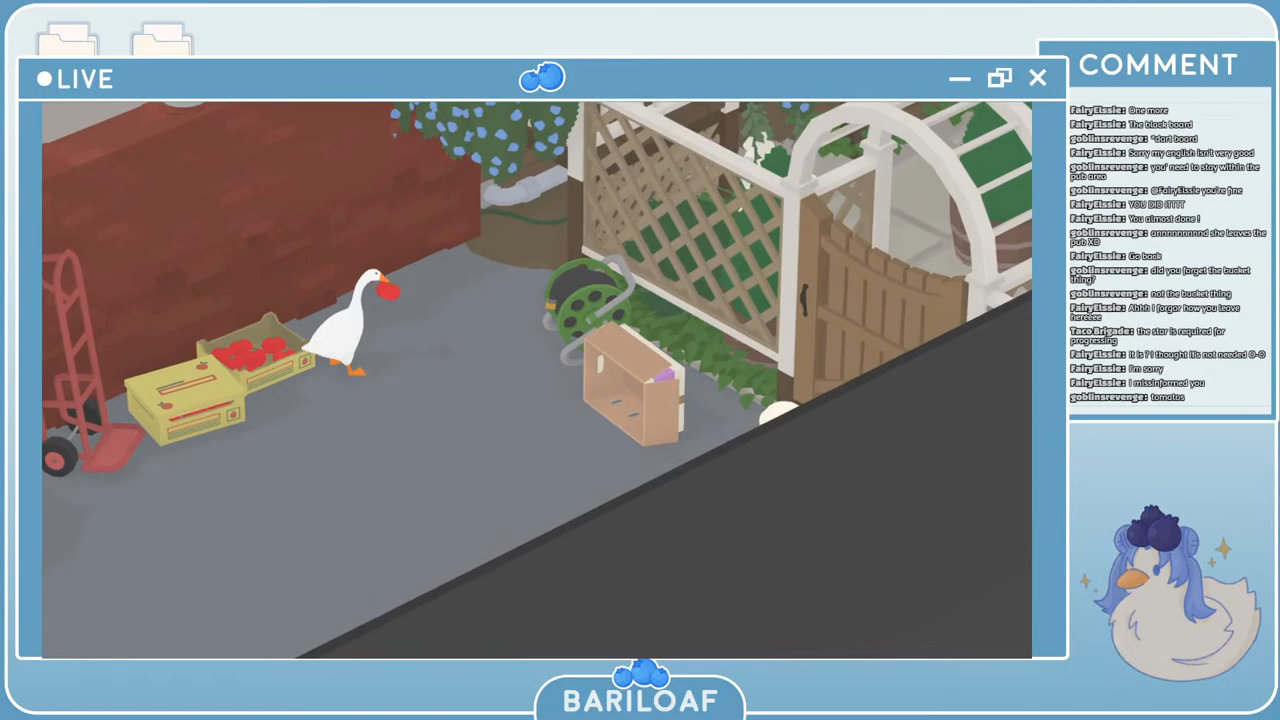 LIVE
COMMENT
FairyElssie: One more
FairyElssie: The black board
goblinsrevenge: *dart board
FairyElssie: Sorry my english isn't very good
goblinsrevenge: you' need to stay within the
pub area
goblinsrevenge: @FairyElssie you're fine
FairyElssie: YOU DID ITTTT
FairyElssie: You almost done !
goblinsrevenge: annnnnnnnnd she leaves the
pub XD
FairyElssie: Go back
goblinsrevenge: did you forget the bucket
thing?
goblinsrevenge: not the bucket thing
FairyElssie: Ahhh I forgor how you leave
hereeee
Taco Brigade: the star is required for
progressing
FairyElssie: It is ? I thought it's not needed O-O
FairyElssie: I'm sorry
FairyElssie: I missinformed you
goblinsrevenge: tomatos
BARILOAF